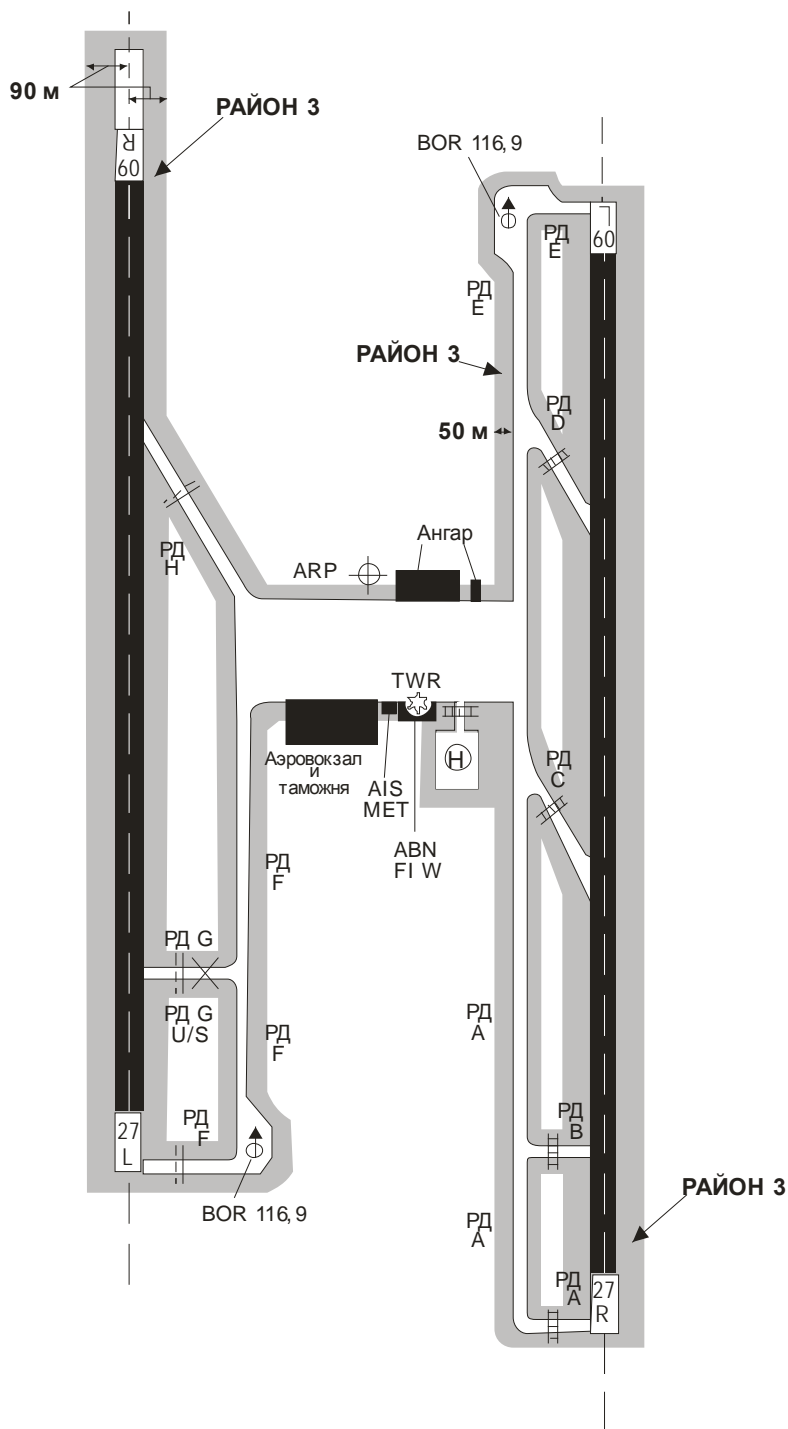 90 м
РАЙОН 3
09
R
BOR 116,9
09
L
РД
E
РД
E
РАЙОН 3
РД
D
50 м
Ангар
ARP
РД
H
TWR
H
Аэровокзал
и
таможня
AIS
MET
РД
C
ABN
FI W
РД
F
РД G
РД G
U/S
РД
F
РД
A
РД
F
27
L
РД
B
BOR 116,9
РАЙОН 3
РД
A
РД
A
27
R